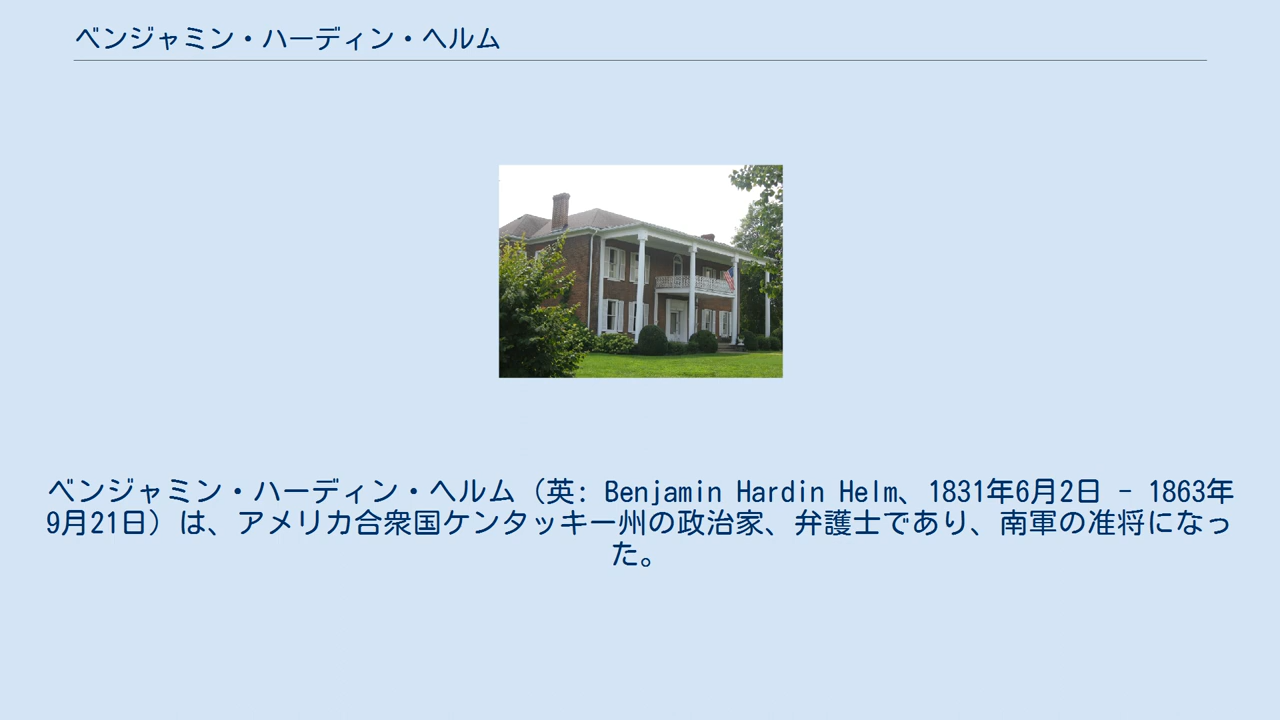 ベンジャミン・ハーディン・ヘルム
ベンジャミン・ハーディン・ヘルム（英: Benjamin Hardin Helm、1831年6月2日 - 1863年
9月21日）は、アメリカ合衆国ケンタッキー州の政治家、弁護士であり、南軍の准将になっ
た。